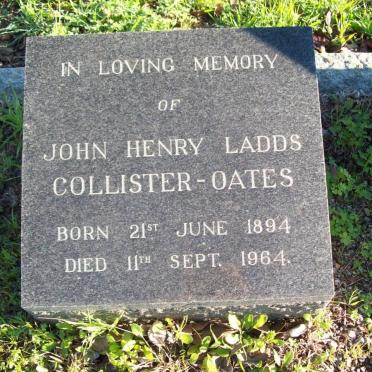 IN LOVING MEMORY
OF
JOHN HENRY LADDS
COLLISTER-OATES
BORN 21ST JUNE 1894
DIED 11TH SEPT. 1964.